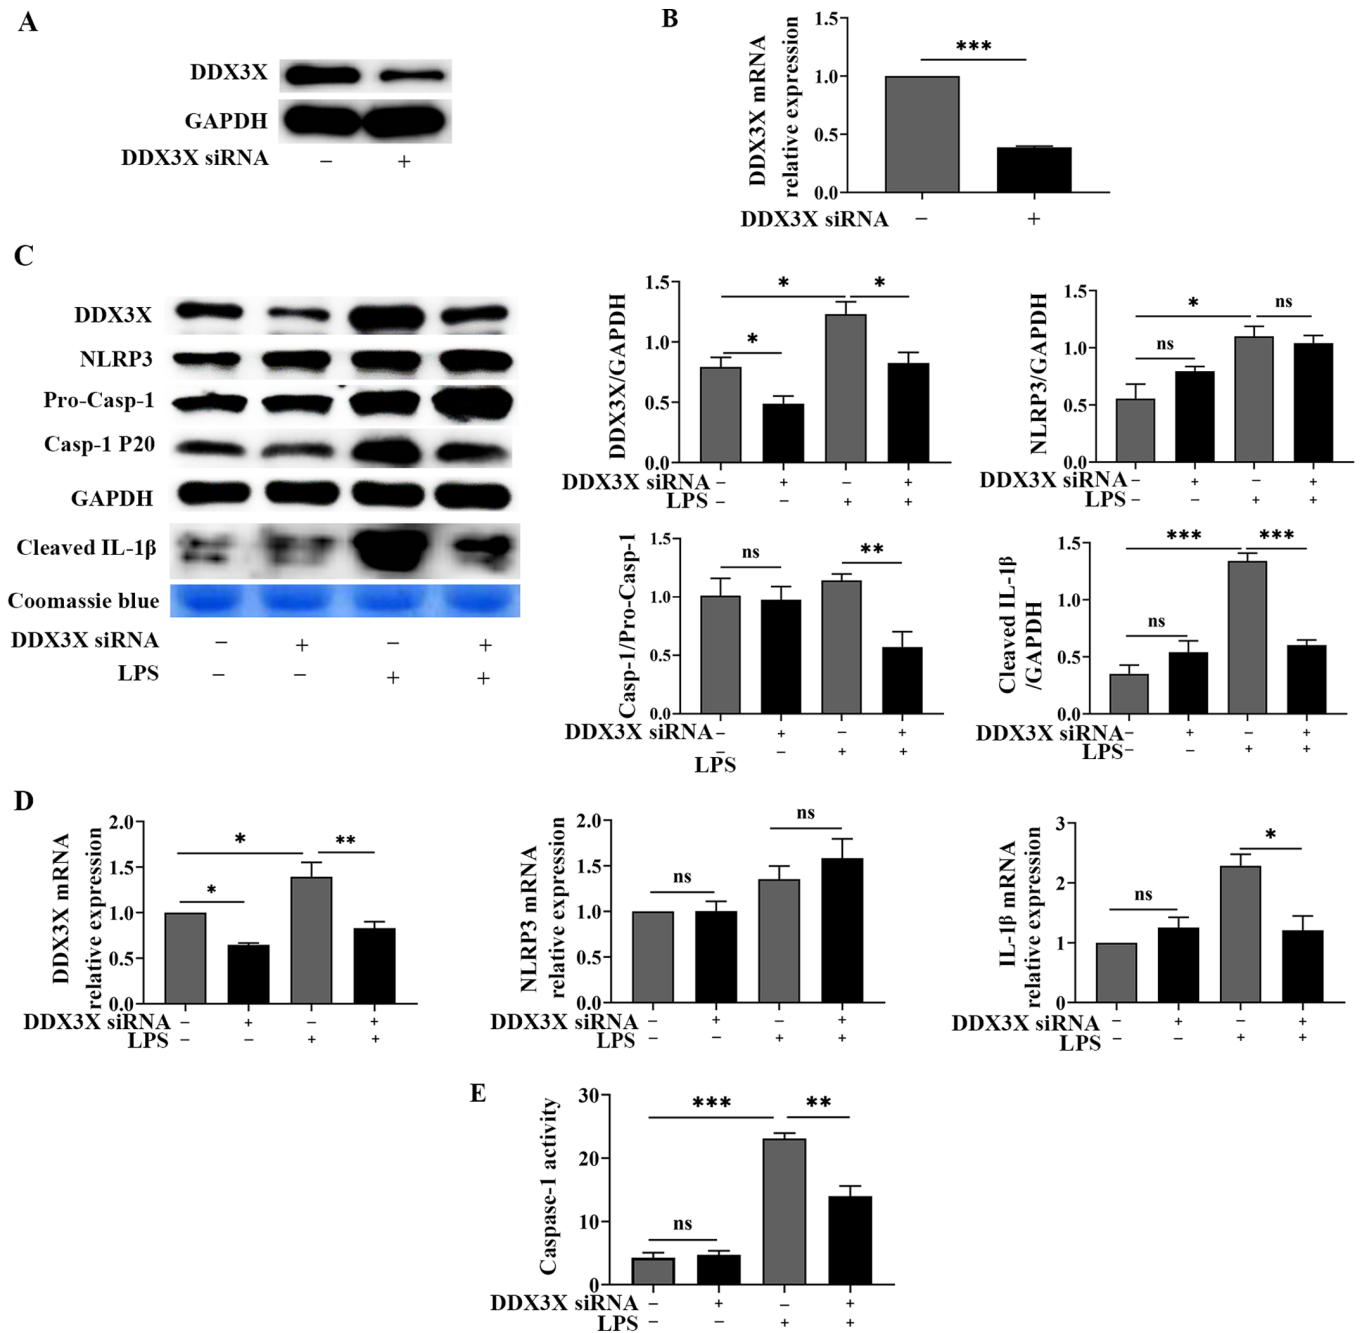 A
DDX3X
GAPDH
DDX3X siRNA − +
B
DDX3X mRNA
relative expression
1.5
1.0
0.5
0.0
***
DDX3X siRNA − +
C
DDX3X
NLRP3
Pro-Casp-1
Casp-1 P20
GAPDH
Cleaved IL-1β
Coomassie blue
DDX3X siRNA − + − +
LPS − − + +
DDX3X/GAPDH
1.5
1.0
0.5
0.0
* * *
DDX3X siRNA − + − +
LPS − − + +
NLRP3/GAPDH
1.5
1.0
0.5
0.0
ns * ns
DDX3X siRNA − + − +
LPS − − + +
Casp-1/Pro-Casp-1
1.5
1.0
0.5
0.0
ns **
DDX3X siRNA − + − +
LPS − − + +
Cleaved IL-1β
/GAPDH
1.5
1.0
0.5
0.0
ns *** ***
DDX3X siRNA − + − +
LPS − − + +
D
DDX3X mRNA
relative expression
2.0
1.5
1.0
0.5
0.0
* * **
DDX3X siRNA − + − +
LPS − − + +
NLRP3 mRNA
relative expression
2.0
1.5
1.0
0.5
0.0
ns ns
DDX3X siRNA − + − +
LPS − − + +
IL-1β mRNA
relative expression
3
2
1
0
ns *
DDX3X siRNA − + − +
LPS − − + +
E
Caspase-1 activity
30
20
10
0
ns *** **
DDX3X siRNA − + − +
LPS − − + +